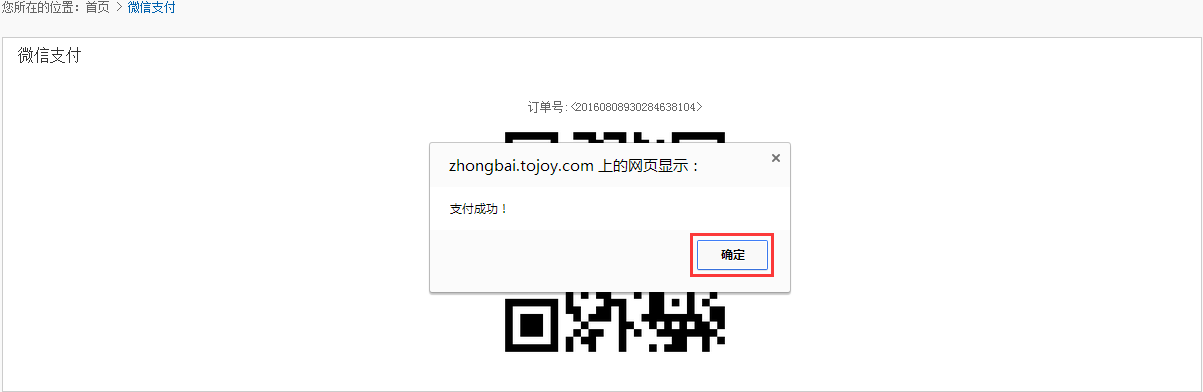 您所在的位置：首页 > 微信支付
微信支付
订单号:<20160808930284638104>
zhongbai.tojoy.com 上的网页显示：
×
支付成功！
确定